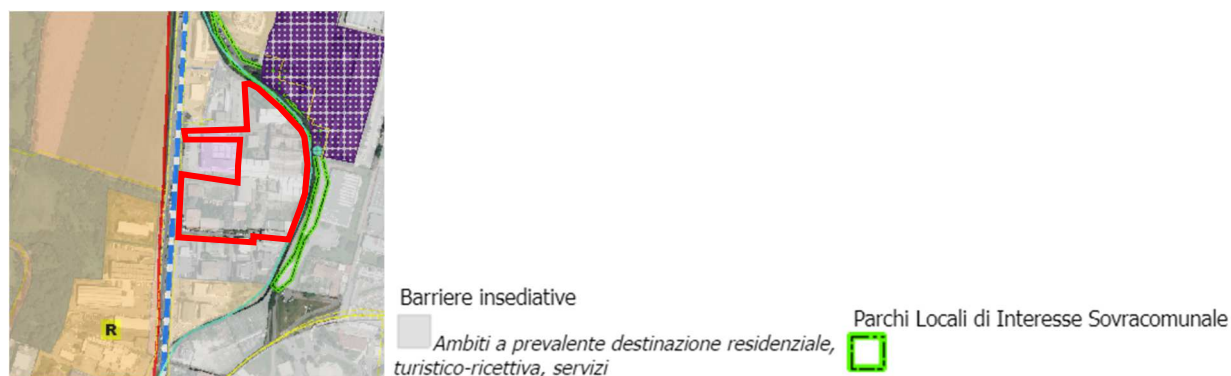 R
Barriere insediative
Ambiti a prevalente destinazione residenziale,
turistico-ricettiva, servizi
Parchi Locali di Interesse Sovracomunale